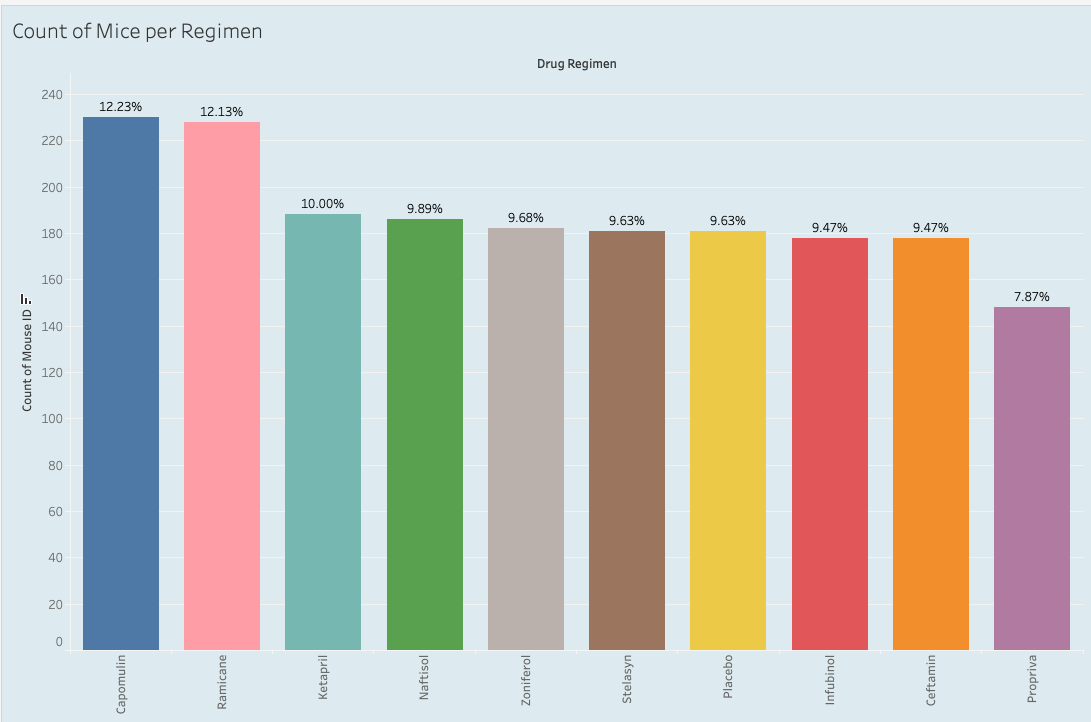 Count of Mice per Regimen
Drug Regimen
Count of Mouse ID
240
220
200
180
160
140
120
100
80
60
40
20
0
12.23%
12.13%
10.00%
9.89%
9.68%
9.63%
9.63%
9.47%
9.47%
7.87%
Capomulin
Ramicane
Ketapril
Naftisol
Zoniferol
Stelasyn
Placebo
Infubinol
Ceftamin
Propriva